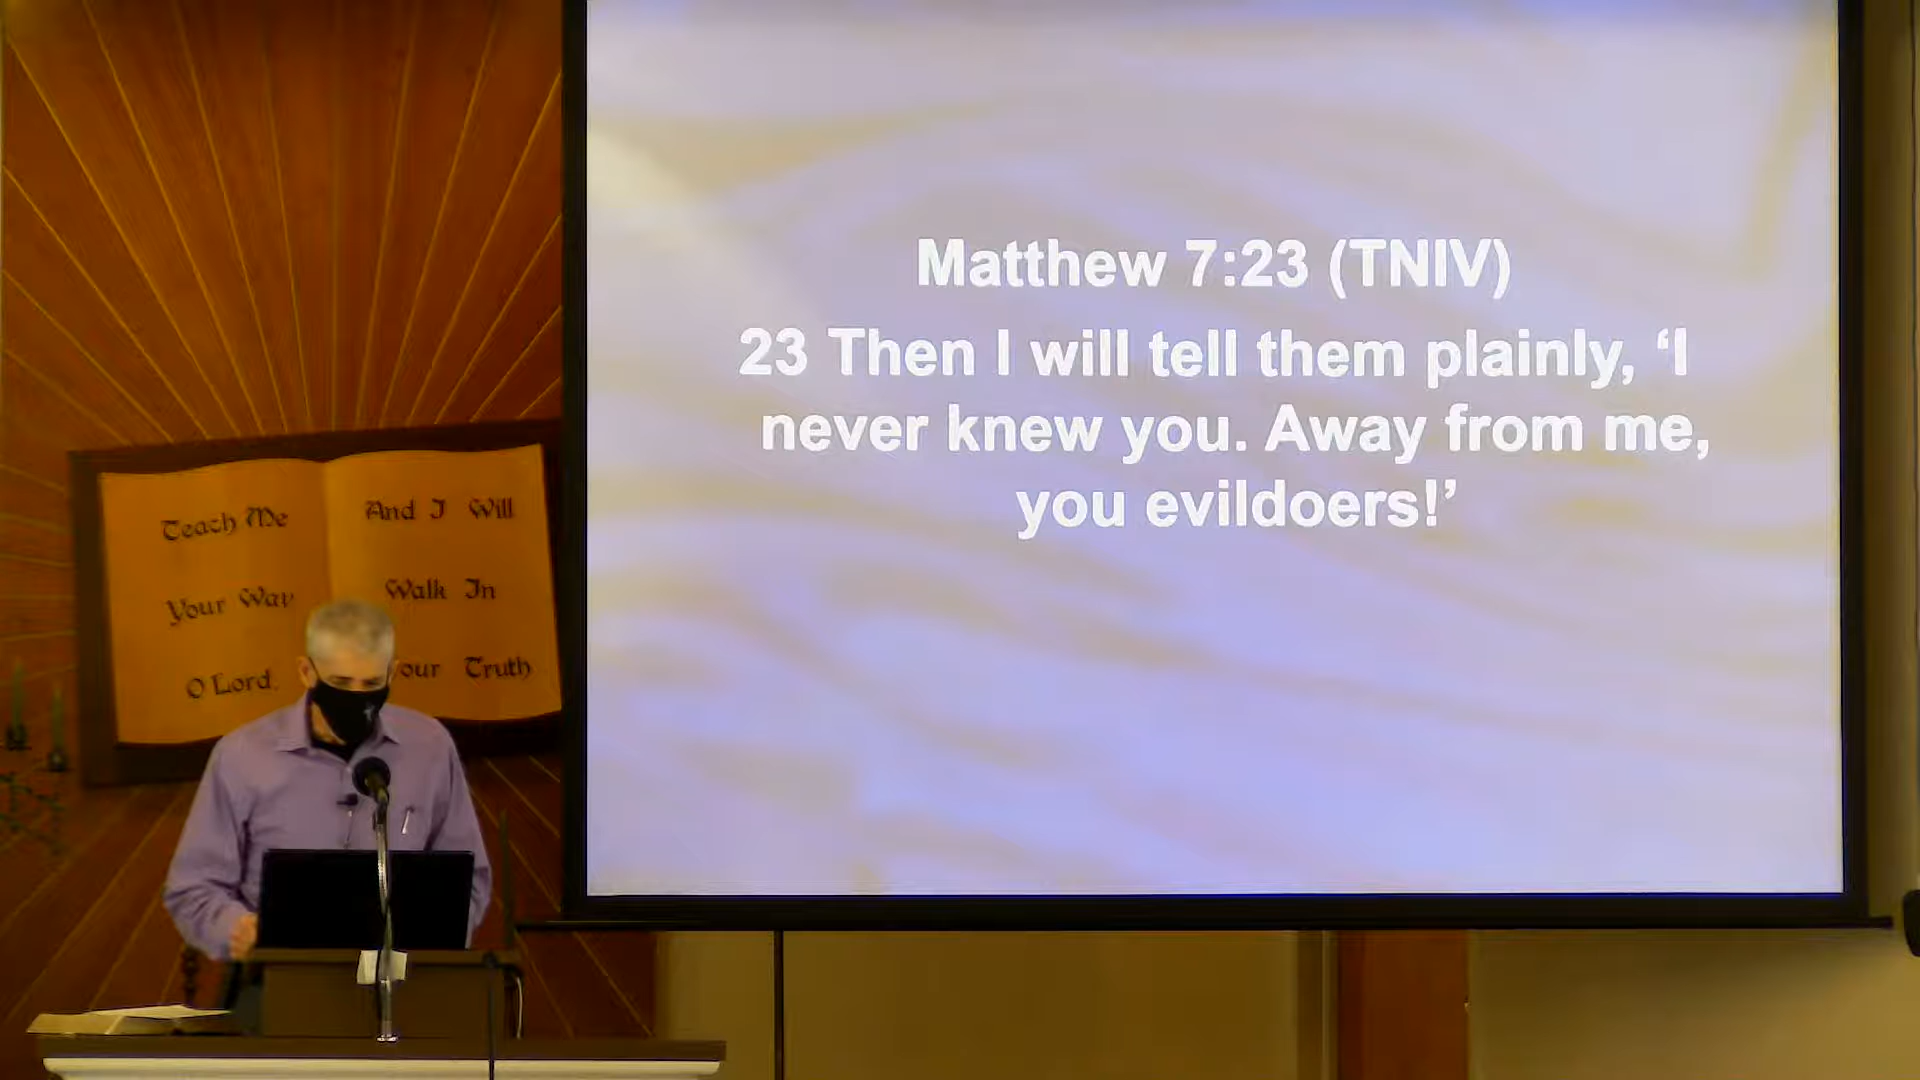 Matthew 7:23 (TNIV)
23 Then I will tell them plainly, ‘I
never knew you. Away from me,
you evildoers!’
Teach Me
Your Way
O Lord,
And I Will
Walk In
Truth